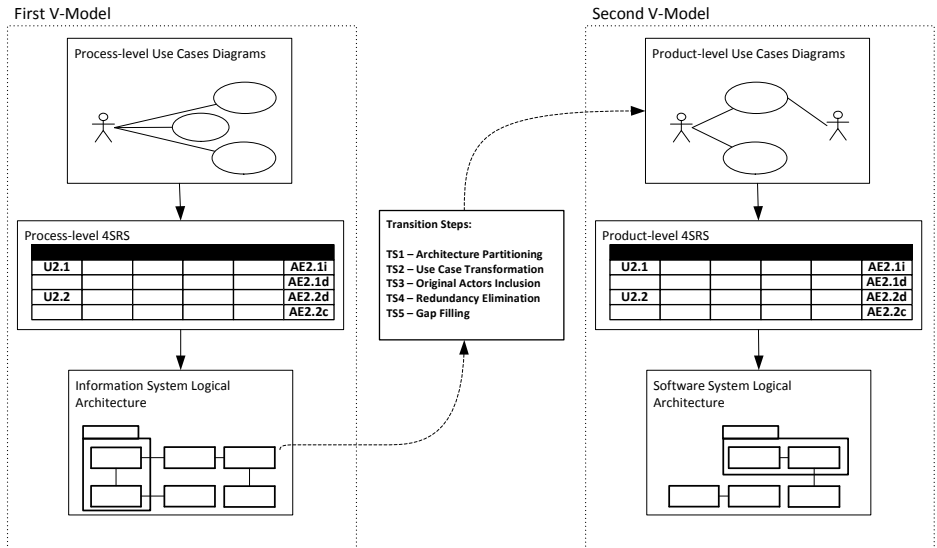 First V-Model
Process-level Use Cases Diagrams
Process-level 4SRS
U2.1 AE2.1i
AE2.1d
U2.2 AE2.2d
AE2.2c
Information System Logical
Architecture
Transition Steps:
TS1 – Architecture Partitioning
TS2 – Use Case Transformation
TS3 – Original Actors Inclusion
TS4 – Redundancy Elimination
TS5 – Gap Filling
Second V-Model
Product-level Use Cases Diagrams
Product-level 4SRS
U2.1 AE2.1i
AE2.1d
U2.2 AE2.2d
AE2.2c
Software System Logical
Architecture